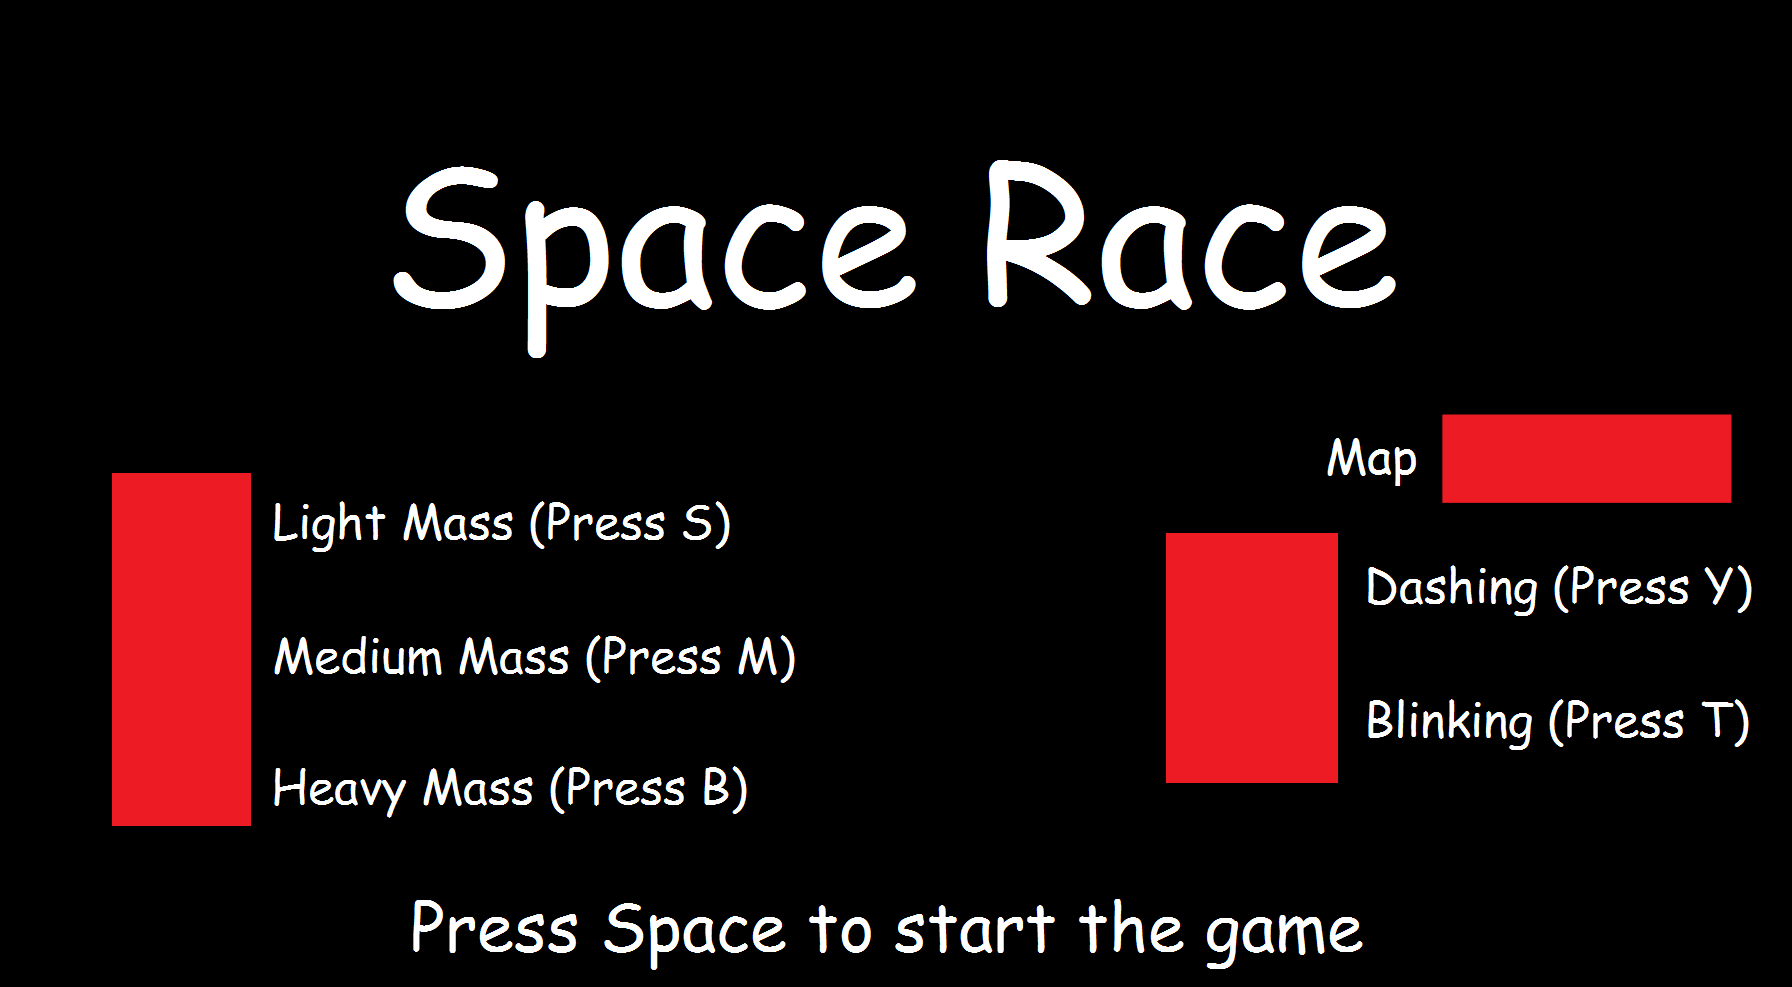 Space Race
Map
Light Mass (Press S)
Medium Mass (Press M)
Heavy Mass (Press B)
Dashing (Press Y)
Blinking (Press T)
Press Space to start the game